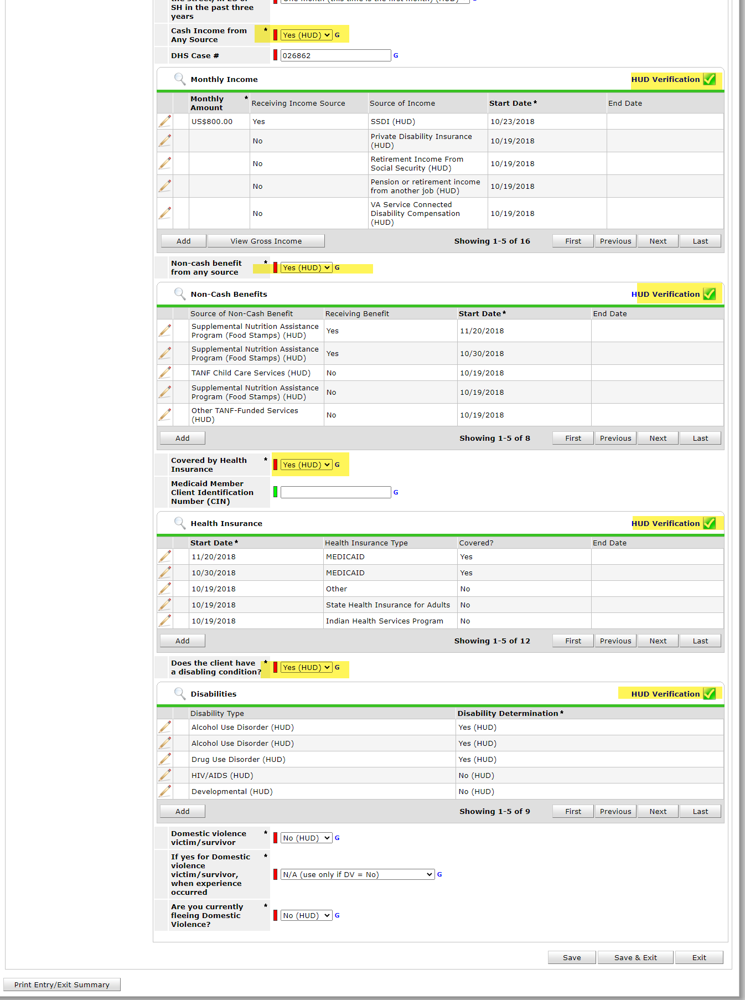 the street, in ES or
SH in the past three
years
One month (this time is the first month) (HUD) G
Cash Income from *
Any Source
Yes (HUD) G
DHS Case #
026862 G
Monthly Income
HUD Verification
Monthly Amount * Receiving Income Source Source of Income Start Date * End Date
US$800.00 Yes SSDI (HUD) 10/23/2018
No Private Disability Insurance (HUD) 10/19/2018
No Retirement Income From Social Security (HUD) 10/19/2018
No Pension or retirement income from another job (HUD) 10/19/2018
No VA Service Connected Disability Compensation (HUD) 10/19/2018
Add View Gross Income Showing 1-5 of 16 First Previous Next Last
Non-cash benefit *
from any source
Yes (HUD) G
Non-Cash Benefits
HUD Verification
Source of Non-Cash Benefit Receiving Benefit Start Date * End Date
Supplemental Nutrition Assistance Program (Food Stamps) (HUD) Yes 11/20/2018
Supplemental Nutrition Assistance Program (Food Stamps) (HUD) Yes 10/30/2018
TANF Child Care Services (HUD) No 10/19/2018
Supplemental Nutrition Assistance Program (Food Stamps) (HUD) No 10/19/2018
Other TANF-Funded Services (HUD) No 10/19/2018
Add Showing 1-5 of 8 First Previous Next Last
Covered by Health *
Insurance
Yes (HUD) G
Medicaid Member
Client Identification
Number (CIN)
G
Health Insurance
HUD Verification
Start Date * Health Insurance Type Covered? End Date
11/20/2018 MEDICAID Yes
10/30/2018 MEDICAID Yes
10/19/2018 Other No
10/19/2018 State Health Insurance for Adults No
10/19/2018 Indian Health Services Program No
Add Showing 1-5 of 12 First Previous Next Last
Does the client have *
a disabling condition?
Yes (HUD) G
Disabilities
HUD Verification
Disability Type Disability Determination *
Alcohol Use Disorder (HUD) Yes (HUD)
Alcohol Use Disorder (HUD) Yes (HUD)
Drug Use Disorder (HUD) Yes (HUD)
HIV/AIDS (HUD) No (HUD)
Developmental (HUD) No (HUD)
Add Showing 1-5 of 9 First Previous Next Last
Domestic violence *
victim/survivor
No (HUD) G
If yes for Domestic *
violence
victim/survivor,
when experience
occurred
N/A (use only if DV = No) G
Are you currently *
fleeing Domestic
Violence?
No (HUD) G
Save Save & Exit Exit
Print Entry/Exit Summary